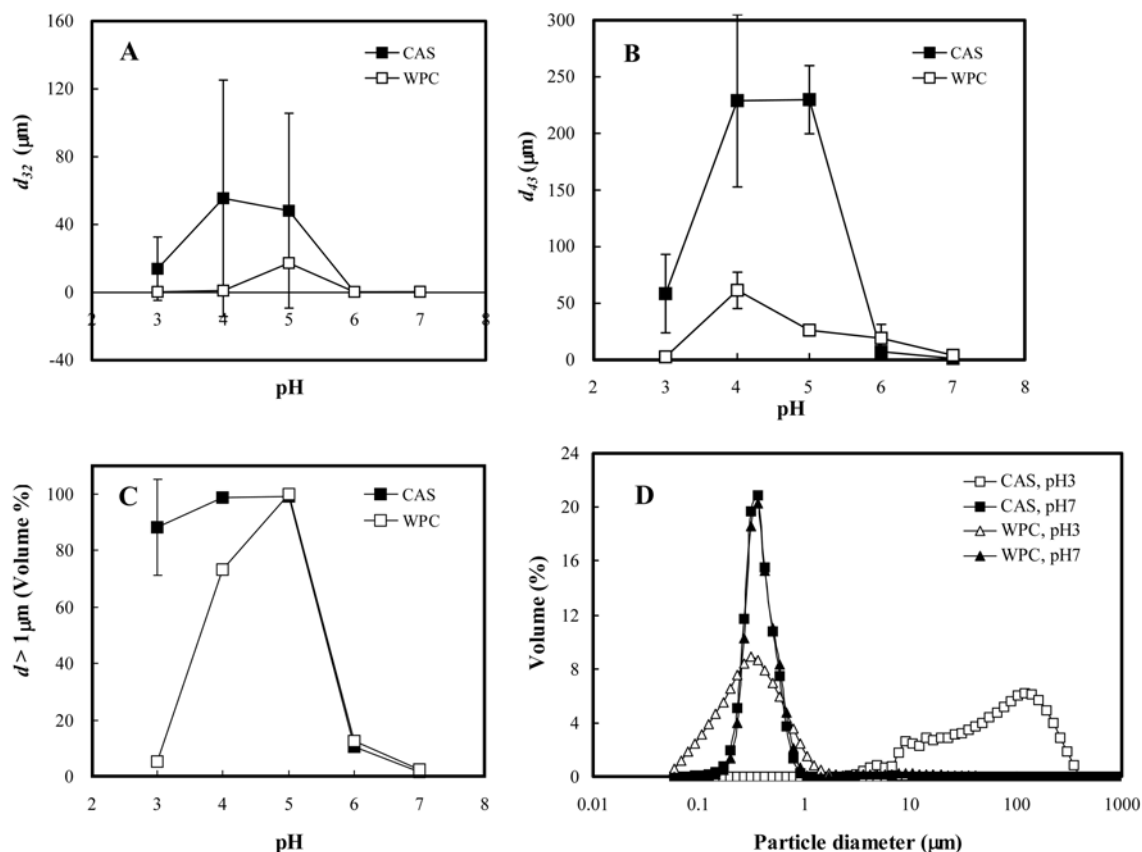 A
CAS
WPC
160
120
80
40
0
-40
2 3 4 5 6 7 8
d32 (μm)
pH
B
CAS
WPC
300
250
200
150
100
50
0
2 3 4 5 6 7 8
d43 (μm)
pH
C
CAS
WPC
100
80
60
40
20
0
2 3 4 5 6 7 8
d > 1μm (Volume %)
pH
D
CAS, pH3
CAS, pH7
WPC, pH3
WPC, pH7
24
20
16
12
8
4
0
0.01 0.1 1 10 100 1000
Volume (%)
Particle diameter (μm)